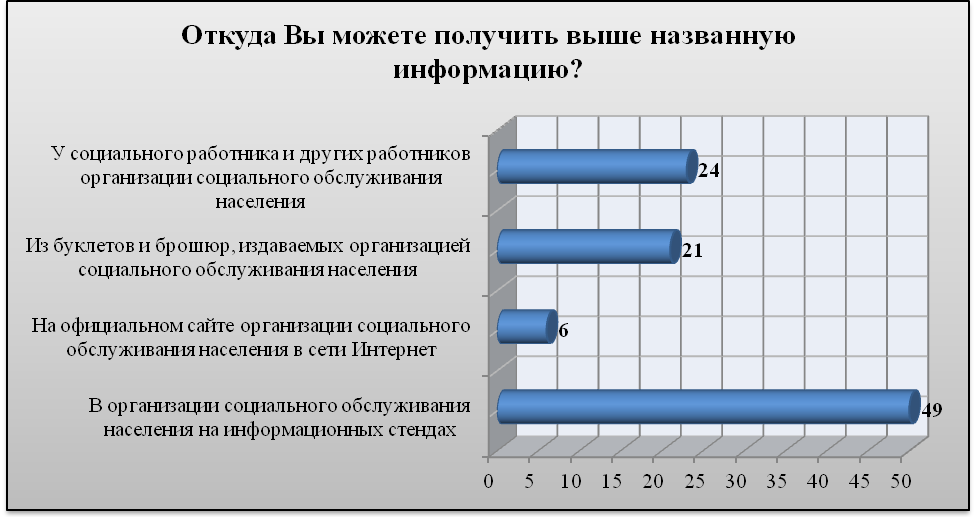 Откуда Вы можете получить выше названную
информацию?
У социального работника и других работников
организации социального обслуживания
населения
24
Из буклетов и брошюр, издаваемых организацией
социального обслуживания населения
21
На официальном сайте организации социального
обслуживания населения в сети Интернет
6
В организации социального обслуживания
населения на информационных стендах
49
0 5 10 15 20 25 30 35 40 45 50